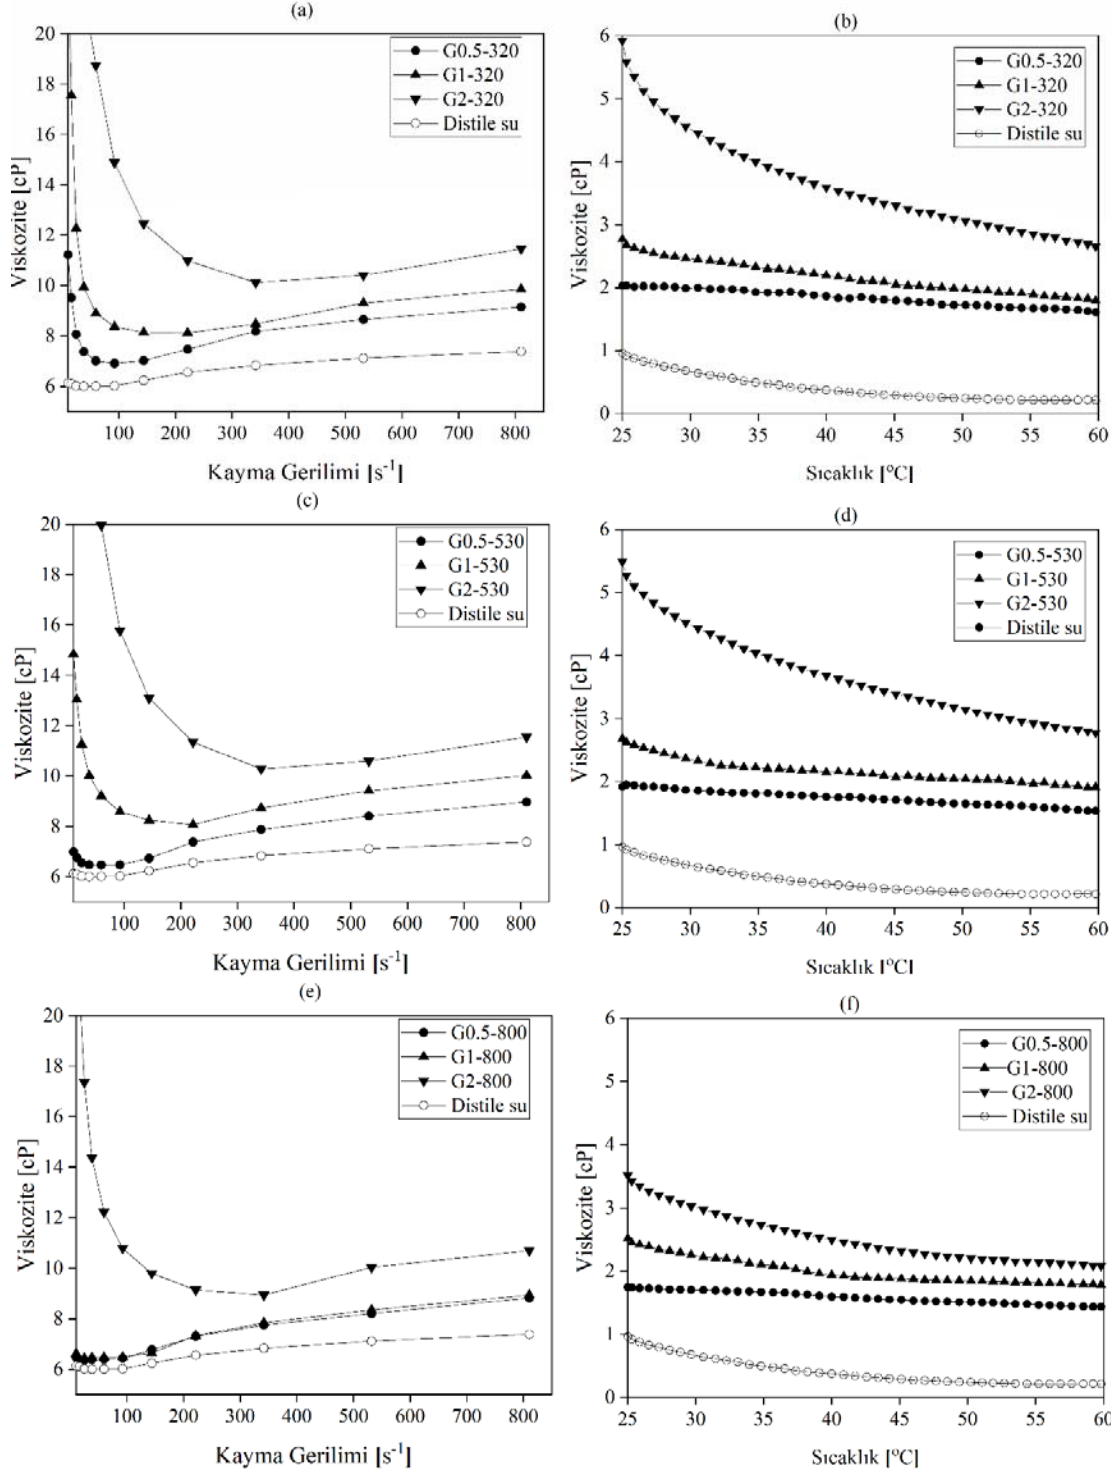 (a)
20
18
16
14
12
10
8
6
Viskozite [cP]
G0.5-320
G1-320
G2-320
Distile su
100 200 300 400 500 600 700 800
Kayma Gerilimi [s-1]
(b)
6
5
4
3
2
1
0
Viskozite [cP]
G0.5-320
G1-320
G2-320
Distile su
25 30 35 40 45 50 55 60
Sıcaklık [oC]
(c)
20
18
16
14
12
10
8
6
Viskozite [cP]
G0.5-530
G1-530
G2-530
Distile su
100 200 300 400 500 600 700 800
Kayma Gerilimi [s-1]
(d)
6
5
4
3
2
1
0
Viskozite [cP]
G0.5-530
G1-530
G2-530
Distile su
25 30 35 40 45 50 55 60
Sıcaklık [oC]
(e)
20
18
16
14
12
10
8
6
Viskozite [cP]
G0.5-800
G1-800
G2-800
Distile su
100 200 300 400 500 600 700 800
Kayma Gerilimi [s-1]
(f)
6
5
4
3
2
1
0
Viskozite [cP]
G0.5-800
G1-800
G2-800
Distile su
25 30 35 40 45 50 55 60
Sıcaklık [oC]